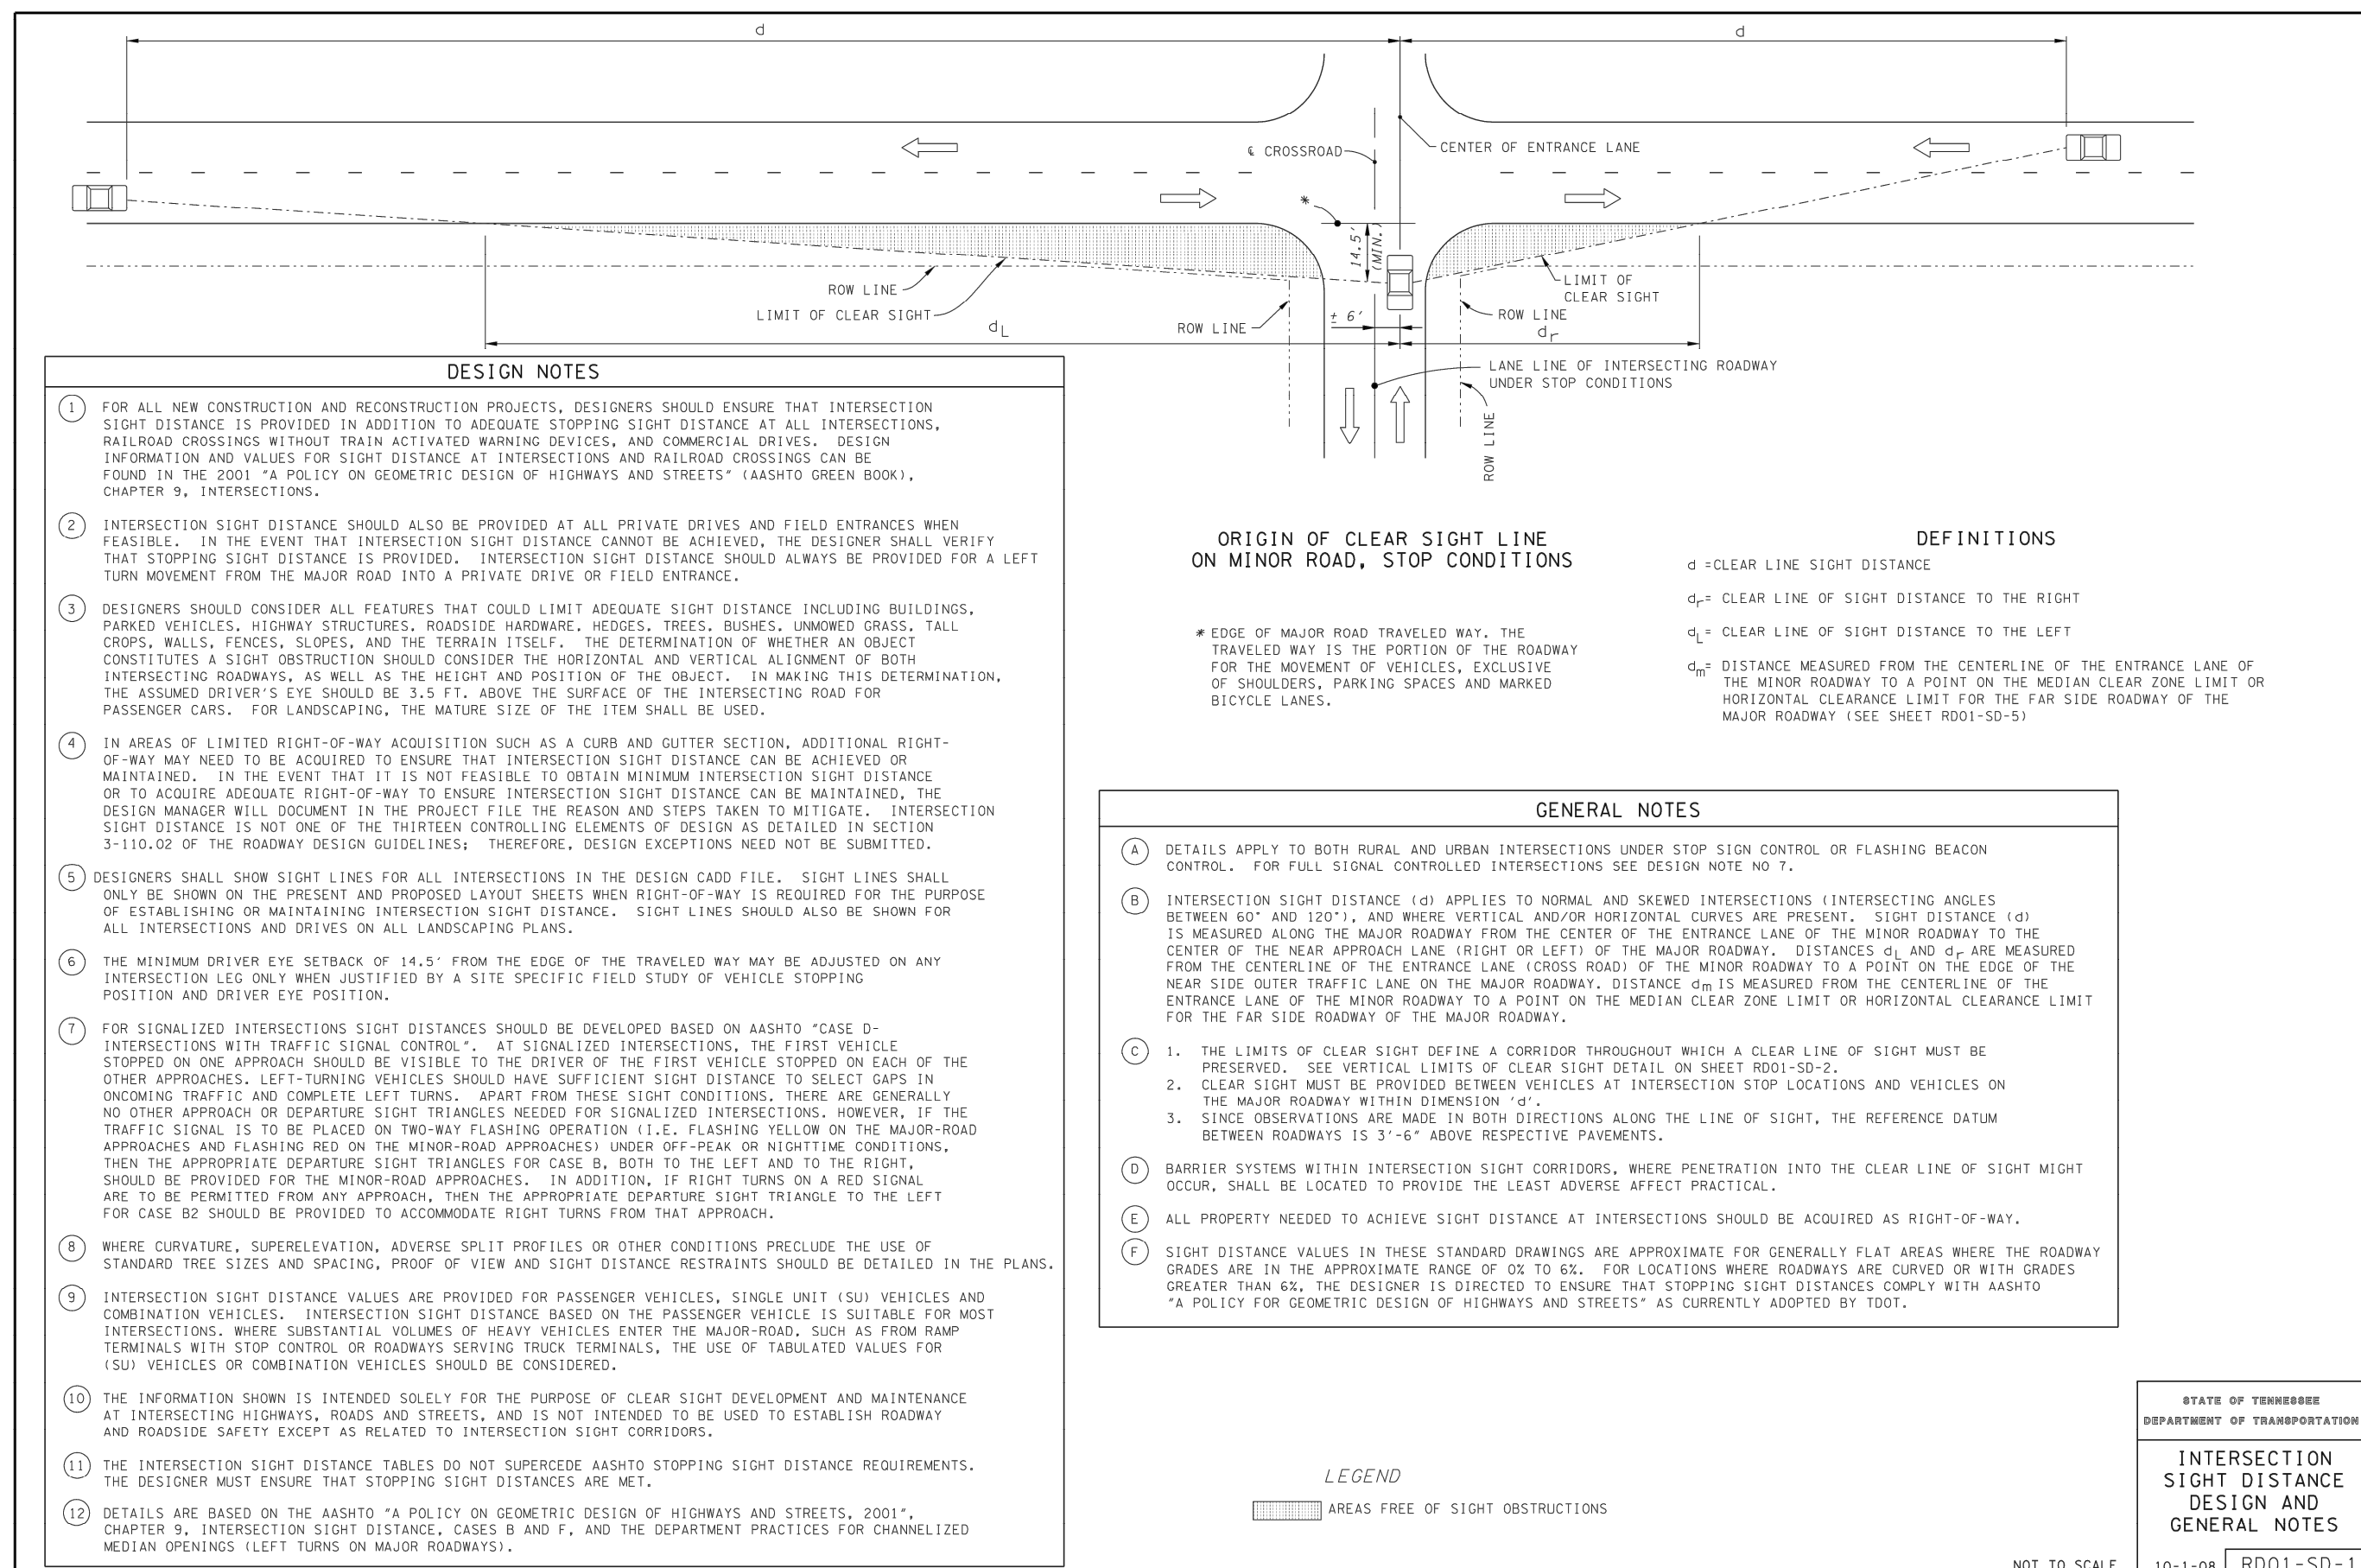 d
d
℄ CROSSROAD
CENTER OF ENTRANCE LANE
*
14.5′
(MIN.)
ROW LINE
LIMIT OF CLEAR SIGHT
LIMIT OF
CLEAR SIGHT
ROW LINE
± 6′
ROW LINE
dL
dr
LANE LINE OF INTERSECTING ROADWAY
UNDER STOP CONDITIONS
ROW LINE
DESIGN NOTES
1 FOR ALL NEW CONSTRUCTION AND RECONSTRUCTION PROJECTS, DESIGNERS SHOULD ENSURE THAT INTERSECTION
SIGHT DISTANCE IS PROVIDED IN ADDITION TO ADEQUATE STOPPING SIGHT DISTANCE AT ALL INTERSECTIONS,
RAILROAD CROSSINGS WITHOUT TRAIN ACTIVATED WARNING DEVICES, AND COMMERCIAL DRIVES. DESIGN
INFORMATION AND VALUES FOR SIGHT DISTANCE AT INTERSECTIONS AND RAILROAD CROSSINGS CAN BE
FOUND IN THE 2001 "A POLICY ON GEOMETRIC DESIGN OF HIGHWAYS AND STREETS" (AASHTO GREEN BOOK),
CHAPTER 9, INTERSECTIONS.
2 INTERSECTION SIGHT DISTANCE SHOULD ALSO BE PROVIDED AT ALL PRIVATE DRIVES AND FIELD ENTRANCES WHEN
FEASIBLE. IN THE EVENT THAT INTERSECTION SIGHT DISTANCE CANNOT BE ACHIEVED, THE DESIGNER SHALL VERIFY
THAT STOPPING SIGHT DISTANCE IS PROVIDED. INTERSECTION SIGHT DISTANCE SHOULD ALWAYS BE PROVIDED FOR A LEFT
TURN MOVEMENT FROM THE MAJOR ROAD INTO A PRIVATE DRIVE OR FIELD ENTRANCE.
3 DESIGNERS SHOULD CONSIDER ALL FEATURES THAT COULD LIMIT ADEQUATE SIGHT DISTANCE INCLUDING BUILDINGS,
PARKED VEHICLES, HIGHWAY STRUCTURES, ROADSIDE HARDWARE, HEDGES, TREES, BUSHES, UNMOWED GRASS, TALL
CROPS, WALLS, FENCES, SLOPES, AND THE TERRAIN ITSELF. THE DETERMINATION OF WHETHER AN OBJECT
CONSTITUTES A SIGHT OBSTRUCTION SHOULD CONSIDER THE HORIZONTAL AND VERTICAL ALIGNMENT OF BOTH
INTERSECTING ROADWAYS, AS WELL AS THE HEIGHT AND POSITION OF THE OBJECT. IN MAKING THIS DETERMINATION,
THE ASSUMED DRIVER'S EYE SHOULD BE 3.5 FT. ABOVE THE SURFACE OF THE INTERSECTING ROAD FOR
PASSENGER CARS. FOR LANDSCAPING, THE MATURE SIZE OF THE ITEM SHALL BE USED.
4 IN AREAS OF LIMITED RIGHT-OF-WAY ACQUISITION SUCH AS A CURB AND GUTTER SECTION, ADDITIONAL RIGHT-
OF-WAY MAY NEED TO BE ACQUIRED TO ENSURE THAT INTERSECTION SIGHT DISTANCE CAN BE ACHIEVED OR
MAINTAINED. IN THE EVENT THAT IT IS NOT FEASIBLE TO OBTAIN MINIMUM INTERSECTION SIGHT DISTANCE
OR TO ACQUIRE ADEQUATE RIGHT-OF-WAY TO ENSURE INTERSECTION SIGHT DISTANCE CAN BE MAINTAINED, THE
DESIGN MANAGER WILL DOCUMENT IN THE PROJECT FILE THE REASON AND STEPS TAKEN TO MITIGATE. INTERSECTION
SIGHT DISTANCE IS NOT ONE OF THE THIRTEEN CONTROLLING ELEMENTS OF DESIGN AS DETAILED IN SECTION
3-110.02 OF THE ROADWAY DESIGN GUIDELINES; THEREFORE, DESIGN EXCEPTIONS NEED NOT BE SUBMITTED.
5 DESIGNERS SHALL SHOW SIGHT LINES FOR ALL INTERSECTIONS IN THE DESIGN CADD FILE. SIGHT LINES SHALL
ONLY BE SHOWN ON THE PRESENT AND PROPOSED LAYOUT SHEETS WHEN RIGHT-OF-WAY IS REQUIRED FOR THE PURPOSE
OF ESTABLISHING OR MAINTAINING INTERSECTION SIGHT DISTANCE. SIGHT LINES SHOULD ALSO BE SHOWN FOR
ALL INTERSECTIONS AND DRIVES ON ALL LANDSCAPING PLANS.
6 THE MINIMUM DRIVER EYE SETBACK OF 14.5′ FROM THE EDGE OF THE TRAVELED WAY MAY BE ADJUSTED ON ANY
INTERSECTION LEG ONLY WHEN JUSTIFIED BY A SITE SPECIFIC FIELD STUDY OF VEHICLE STOPPING
POSITION AND DRIVER EYE POSITION.
7 FOR SIGNALIZED INTERSECTIONS SIGHT DISTANCES SHOULD BE DEVELOPED BASED ON AASHTO "CASE D-
INTERSECTIONS WITH TRAFFIC SIGNAL CONTROL". AT SIGNALIZED INTERSECTIONS, THE FIRST VEHICLE
STOPPED ON ONE APPROACH SHOULD BE VISIBLE TO THE DRIVER OF THE FIRST VEHICLE STOPPED ON EACH OF THE
OTHER APPROACHES. LEFT-TURNING VEHICLES SHOULD HAVE SUFFICIENT SIGHT DISTANCE TO SELECT GAPS IN
ONCOMING TRAFFIC AND COMPLETE LEFT TURNS. APART FROM THESE SIGHT CONDITIONS, THERE ARE GENERALLY
NO OTHER APPROACH OR DEPARTURE SIGHT TRIANGLES NEEDED FOR SIGNALIZED INTERSECTIONS. HOWEVER, IF THE
TRAFFIC SIGNAL IS TO BE PLACED ON TWO-WAY FLASHING OPERATION (I.E. FLASHING YELLOW ON THE MAJOR-ROAD
APPROACHES AND FLASHING RED ON THE MINOR-ROAD APPROACHES) UNDER OFF-PEAK OR NIGHTTIME CONDITIONS,
THEN THE APPROPRIATE DEPARTURE SIGHT TRIANGLES FOR CASE B, BOTH TO THE LEFT AND TO THE RIGHT,
SHOULD BE PROVIDED FOR THE MINOR-ROAD APPROACHES. IN ADDITION, IF RIGHT TURNS ON A RED SIGNAL
ARE TO BE PERMITTED FROM ANY APPROACH, THEN THE APPROPRIATE DEPARTURE SIGHT TRIANGLE TO THE LEFT
FOR CASE B2 SHOULD BE PROVIDED TO ACCOMMODATE RIGHT TURNS FROM THAT APPROACH.
8 WHERE CURVATURE, SUPERELEVATION, ADVERSE SPLIT PROFILES OR OTHER CONDITIONS PRECLUDE THE USE OF
STANDARD TREE SIZES AND SPACING, PROOF OF VIEW AND SIGHT DISTANCE RESTRAINTS SHOULD BE DETAILED IN THE PLANS.
9 INTERSECTION SIGHT DISTANCE VALUES ARE PROVIDED FOR PASSENGER VEHICLES, SINGLE UNIT (SU) VEHICLES AND
COMBINATION VEHICLES. INTERSECTION SIGHT DISTANCE BASED ON THE PASSENGER VEHICLE IS SUITABLE FOR MOST
INTERSECTIONS. WHERE SUBSTANTIAL VOLUMES OF HEAVY VEHICLES ENTER THE MAJOR-ROAD, SUCH AS FROM RAMP
TERMINALS WITH STOP CONTROL OR ROADWAYS SERVING TRUCK TERMINALS, THE USE OF TABULATED VALUES FOR
(SU) VEHICLES OR COMBINATION VEHICLES SHOULD BE CONSIDERED.
10 THE INFORMATION SHOWN IS INTENDED SOLELY FOR THE PURPOSE OF CLEAR SIGHT DEVELOPMENT AND MAINTENANCE
AT INTERSECTING HIGHWAYS, ROADS AND STREETS, AND IS NOT INTENDED TO BE USED TO ESTABLISH ROADWAY
AND ROADSIDE SAFETY EXCEPT AS RELATED TO INTERSECTION SIGHT CORRIDORS.
11 THE INTERSECTION SIGHT DISTANCE TABLES DO NOT SUPERCEDE AASHTO STOPPING SIGHT DISTANCE REQUIREMENTS.
THE DESIGNER MUST ENSURE THAT STOPPING SIGHT DISTANCES ARE MET.
12 DETAILS ARE BASED ON THE AASHTO "A POLICY ON GEOMETRIC DESIGN OF HIGHWAYS AND STREETS, 2001",
CHAPTER 9, INTERSECTION SIGHT DISTANCE, CASES B AND F, AND THE DEPARTMENT PRACTICES FOR CHANNELIZED
MEDIAN OPENINGS (LEFT TURNS ON MAJOR ROADWAYS).
ORIGIN OF CLEAR SIGHT LINE
ON MINOR ROAD, STOP CONDITIONS
* EDGE OF MAJOR ROAD TRAVELED WAY. THE
TRAVELED WAY IS THE PORTION OF THE ROADWAY
FOR THE MOVEMENT OF VEHICLES, EXCLUSIVE
OF SHOULDERS, PARKING SPACES AND MARKED
BICYCLE LANES.
DEFINITIONS
d =CLEAR LINE SIGHT DISTANCE
dr= CLEAR LINE OF SIGHT DISTANCE TO THE RIGHT
dL= CLEAR LINE OF SIGHT DISTANCE TO THE LEFT
dm= DISTANCE MEASURED FROM THE CENTERLINE OF THE ENTRANCE LANE OF
THE MINOR ROADWAY TO A POINT ON THE MEDIAN CLEAR ZONE LIMIT OR
HORIZONTAL CLEARANCE LIMIT FOR THE FAR SIDE ROADWAY OF THE
MAJOR ROADWAY (SEE SHEET RD01-SD-5)
GENERAL NOTES
A DETAILS APPLY TO BOTH RURAL AND URBAN INTERSECTIONS UNDER STOP SIGN CONTROL OR FLASHING BEACON
CONTROL. FOR FULL SIGNAL CONTROLLED INTERSECTIONS SEE DESIGN NOTE NO 7.
B INTERSECTION SIGHT DISTANCE (d) APPLIES TO NORMAL AND SKEWED INTERSECTIONS (INTERSECTING ANGLES
BETWEEN 60° AND 120°), AND WHERE VERTICAL AND/OR HORIZONTAL CURVES ARE PRESENT. SIGHT DISTANCE (d)
IS MEASURED ALONG THE MAJOR ROADWAY FROM THE CENTER OF THE ENTRANCE LANE OF THE MINOR ROADWAY TO THE
CENTER OF THE NEAR APPROACH LANE (RIGHT OR LEFT) OF THE MAJOR ROADWAY. DISTANCES dL AND dr ARE MEASURED
FROM THE CENTERLINE OF THE ENTRANCE LANE (CROSS ROAD) OF THE MINOR ROADWAY TO A POINT ON THE EDGE OF THE
NEAR SIDE OUTER TRAFFIC LANE ON THE MAJOR ROADWAY. DISTANCE dm IS MEASURED FROM THE CENTERLINE OF THE
ENTRANCE LANE OF THE MINOR ROADWAY TO A POINT ON THE MEDIAN CLEAR ZONE LIMIT OR HORIZONTAL CLEARANCE LIMIT
FOR THE FAR SIDE ROADWAY OF THE MAJOR ROADWAY.
C 1. THE LIMITS OF CLEAR SIGHT DEFINE A CORRIDOR THROUGHOUT WHICH A CLEAR LINE OF SIGHT MUST BE
PRESERVED. SEE VERTICAL LIMITS OF CLEAR SIGHT DETAIL ON SHEET RD01-SD-2.
2. CLEAR SIGHT MUST BE PROVIDED BETWEEN VEHICLES AT INTERSECTION STOP LOCATIONS AND VEHICLES ON
THE MAJOR ROADWAY WITHIN DIMENSION 'd'.
3. SINCE OBSERVATIONS ARE MADE IN BOTH DIRECTIONS ALONG THE LINE OF SIGHT, THE REFERENCE DATUM
BETWEEN ROADWAYS IS 3′-6″ ABOVE RESPECTIVE PAVEMENTS.
D BARRIER SYSTEMS WITHIN INTERSECTION SIGHT CORRIDORS, WHERE PENETRATION INTO THE CLEAR LINE OF SIGHT MIGHT
OCCUR, SHALL BE LOCATED TO PROVIDE THE LEAST ADVERSE AFFECT PRACTICAL.
E ALL PROPERTY NEEDED TO ACHIEVE SIGHT DISTANCE AT INTERSECTIONS SHOULD BE ACQUIRED AS RIGHT-OF-WAY.
F SIGHT DISTANCE VALUES IN THESE STANDARD DRAWINGS ARE APPROXIMATE FOR GENERALLY FLAT AREAS WHERE THE ROADWAY
GRADES ARE IN THE APPROXIMATE RANGE OF 0% TO 6%. FOR LOCATIONS WHERE ROADWAYS ARE CURVED OR WITH GRADES
GREATER THAN 6%, THE DESIGNER IS DIRECTED TO ENSURE THAT STOPPING SIGHT DISTANCES COMPLY WITH AASHTO
"A POLICY FOR GEOMETRIC DESIGN OF HIGHWAYS AND STREETS" AS CURRENTLY ADOPTED BY TDOT.
LEGEND
AREAS FREE OF SIGHT OBSTRUCTIONS
STATE OF TENNESSEE
DEPARTMENT OF TRANSPORTATION
INTERSECTION
SIGHT DISTANCE
DESIGN AND
GENERAL NOTES
NOT TO SCALE
10-1-08
RD01-SD-1